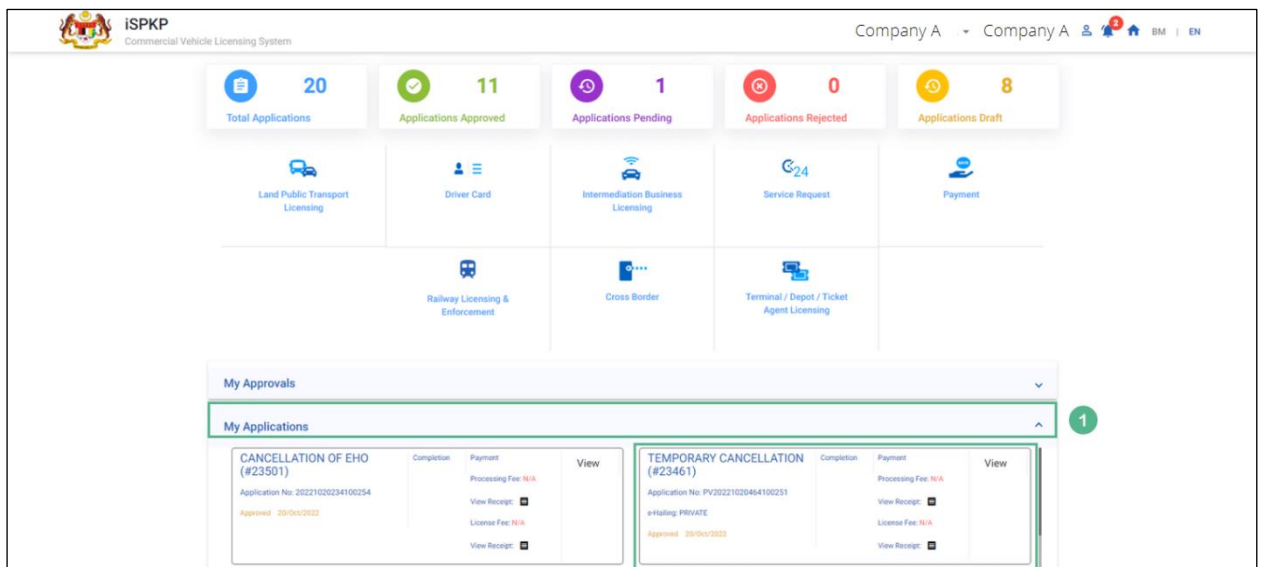 iSPKP
Commercial Vehicle Licensing System
Company A
Company A
2
BM | EN
20
Total Applications
11
Applications Approved
1
Applications Pending
0
Applications Rejected
8
Applications Draft
Land Public Transport
Licensing
Driver Card
Intermediation Business
Licensing
24
Service Request
Payment
Railway Licensing &
Enforcement
Cross Border
Terminal / Depot / Ticket
Agent Licensing
My Approvals
My Applications
1
CANCELLATION OF EHO
(#23501)
Application No: 20221020234100254
Approved 20/Oct/2022
Completion
Payment
Processing Fee: N/A
View Receipt:
License Fee: N/A
View Receipt:
View
TEMPORARY CANCELLATION
(#23461)
Application No: PV20221020464100251
e-Hailing: PRIVATE
Approved 20/Oct/2022
Completion
Payment
Processing Fee: N/A
View Receipt:
License Fee: N/A
View Receipt:
View